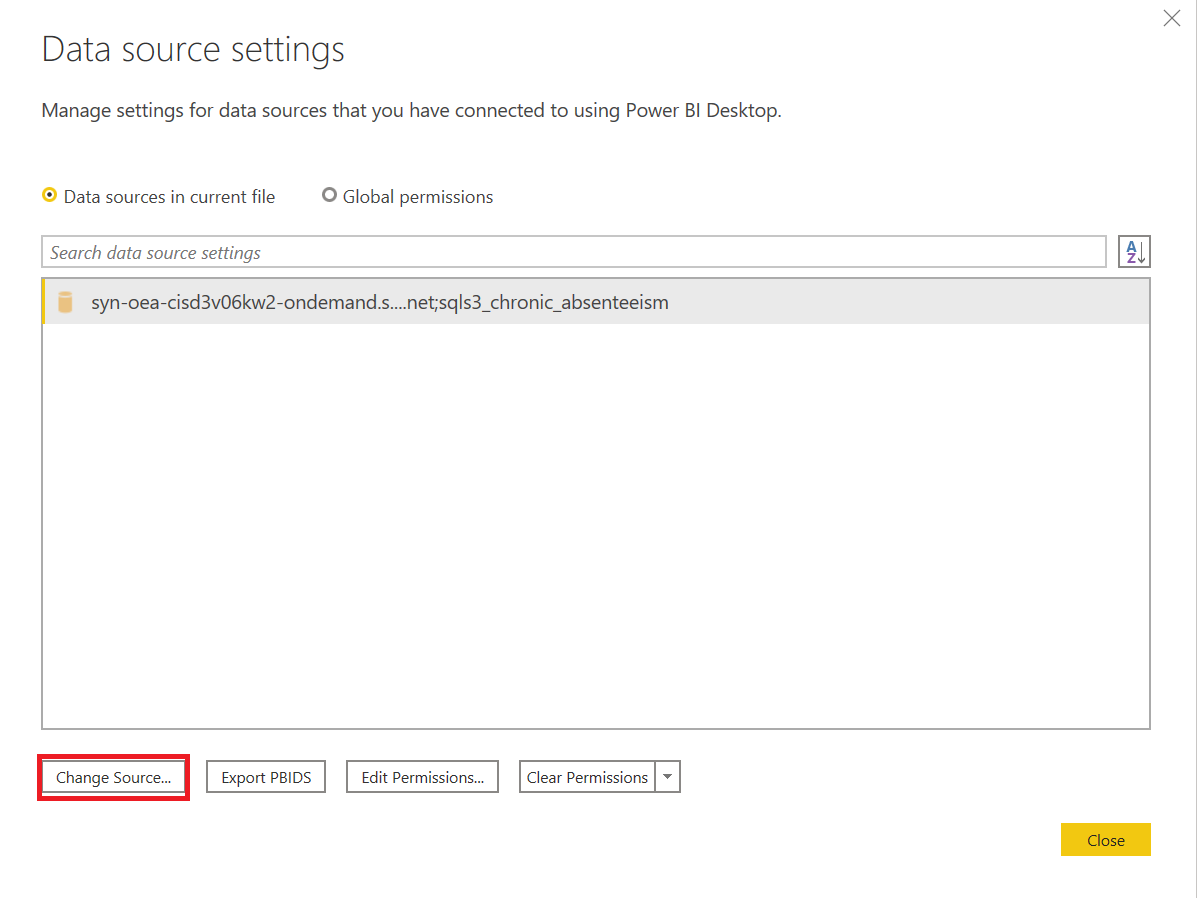 Data source settings
Manage settings for data sources that you have connected to using Power BI Desktop.
Data sources in current file Global permissions
Search data source settings
A
Z
syn-oea-cisd3v06kw2-ondemand.s....net;sqls3_chronic_absenteeism
Change Source... Export PBIDS Edit Permissions... Clear Permissions
Close